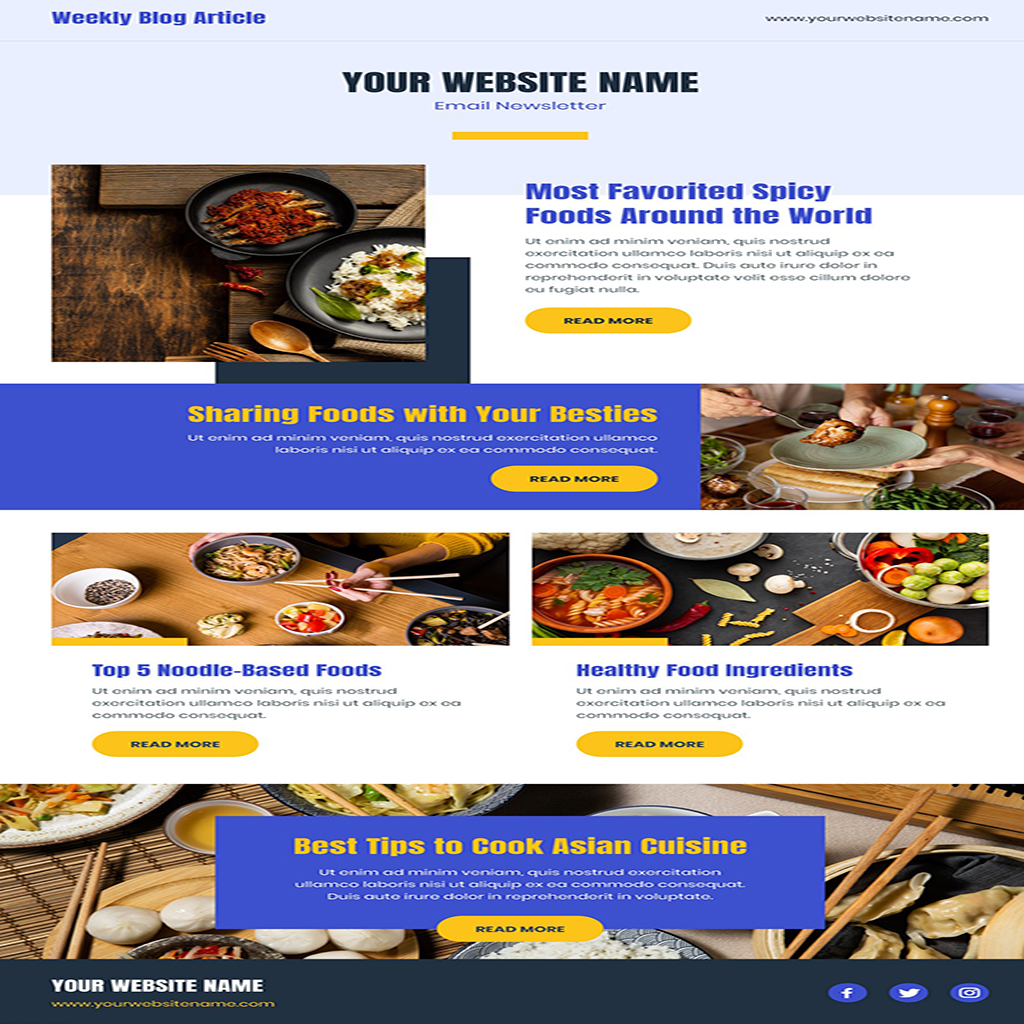 Weekly Blog Article
www.yourwebsitename.com
YOUR WEBSITE NAME
Email Newsletter
Most Favorited Spicy
Foods Around the World
Ut enim ad minim veniam, quis nostrud
exercitation ullamco laboris nisi ut aliquip ex ea
commodo consequat. Duis aute irure dolor in
reprehenderit in voluptate velit esse cillum dolore
eu fugiat nulla.
READ MORE
Sharing Foods with Your Besties
Ut enim ad minim veniam, quis nostrud exercitation ullamco
laboris nisi ut aliquip ex ea commodo consequat.
READ MORE
Top 5 Noodle-Based Foods
Ut enim ad minim veniam, quis nostrud
exercitation ullamco laboris nisi ut aliquip ex ea
commodo consequat.
READ MORE
Healthy Food Ingredients
Ut enim ad minim veniam, quis nostrud
exercitation ullamco laboris nisi ut aliquip ex ea
commodo consequat.
READ MORE
Best Tips to Cook Asian Cuisine
Ut enim ad minim veniam, quis nostrud exercitation
ullamco laboris nisi ut aliquip ex ea commodo consequat.
Duis aute irure dolor in reprehenderit in voluptate.
READ MORE
YOUR WEBSITE NAME
www.yourwebsitename.com